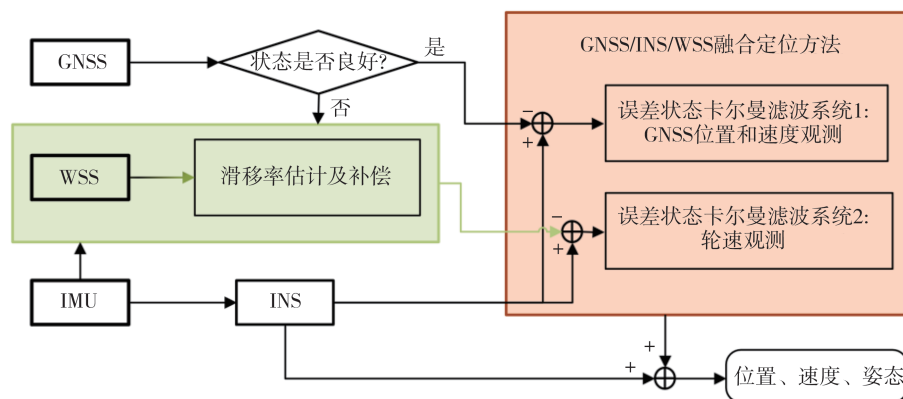 GNSS
状态是否良好?
是
否
GNSS/INS/WSS融合定位方法
误差状态卡尔曼滤波系统1:
GNSS位置和速度观测
−
+
WSS
滑移率估计及补偿
误差状态卡尔曼滤波系统2:
轮速观测
−
+
IMU
INS
+
+
位置、速度、姿态